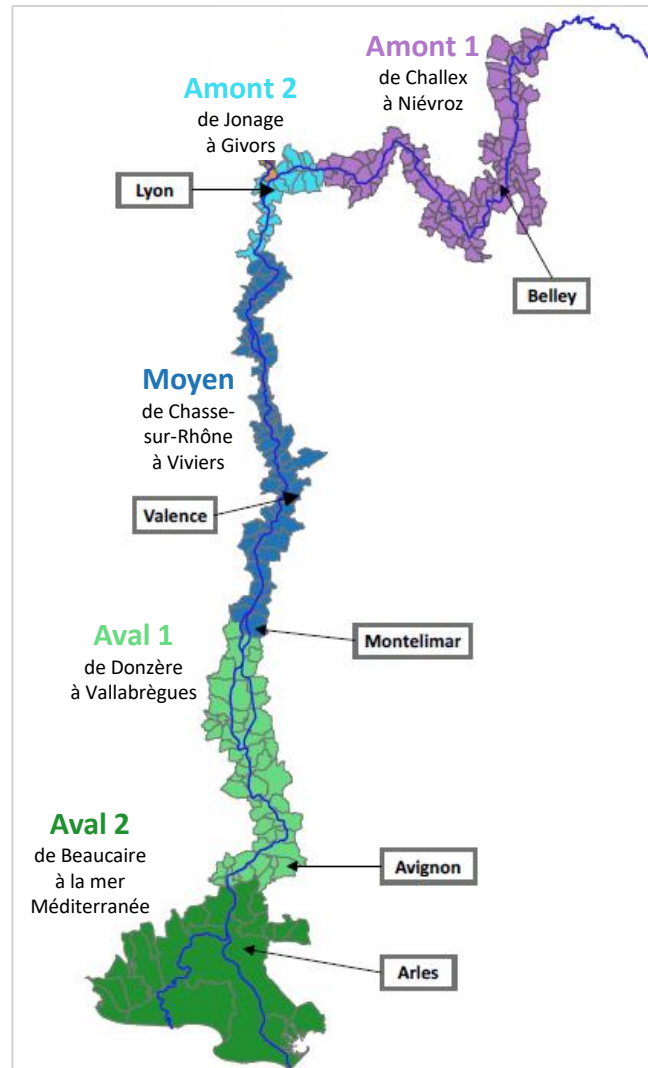 Amont 1
de Challex
à Niévroz
Amont 2
de Jonage
à Givors
Lyon
Belley
Moyen
de Chasse-
sur-Rhône
à Viviers
Valence
Aval 1
de Donzère
à Vallabrègues
Montelimar
Aval 2
de Beaucaire
à la mer
Méditerranée
Avignon
Arles